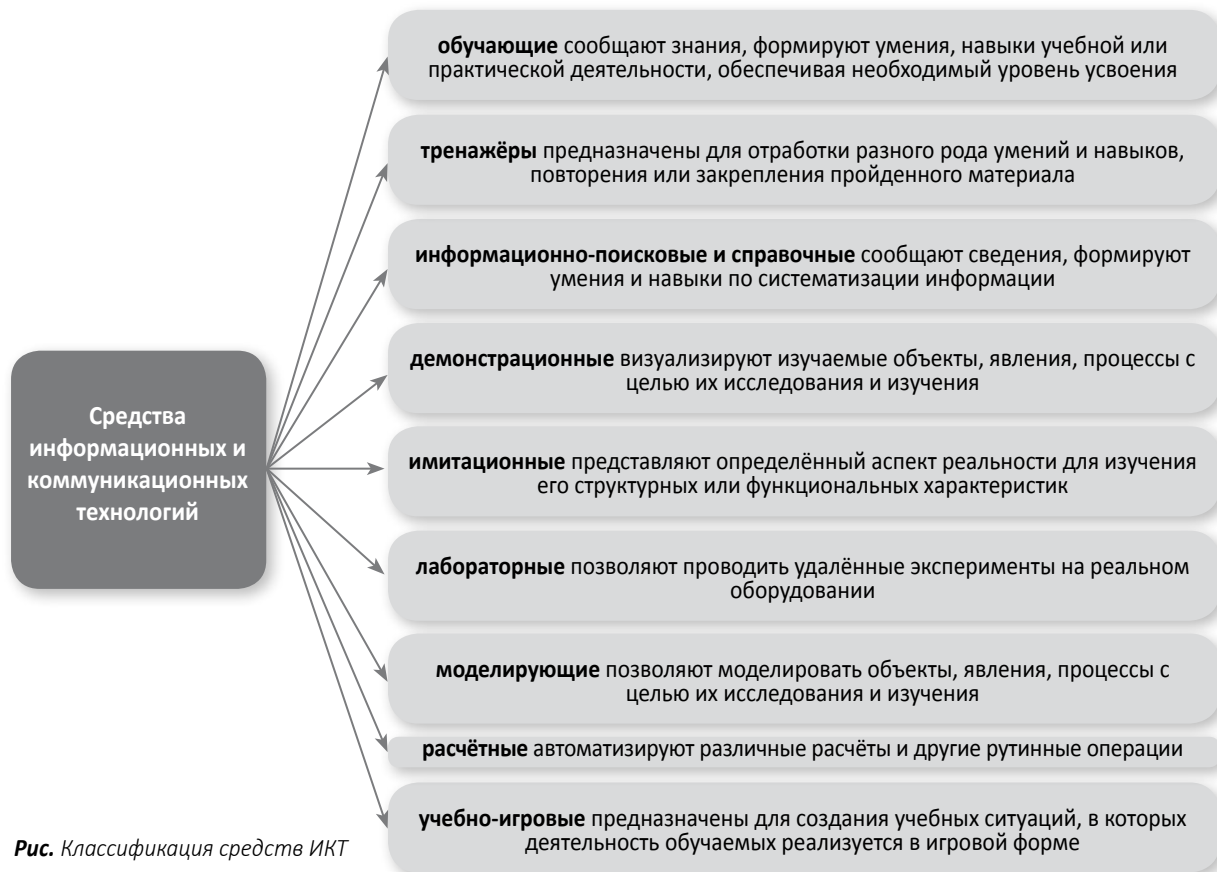 обучающие сообщают знания, формируют умения, навыки учебной или
практической деятельности, обеспечивая необходимый уровень усвоения
тренажёры предназначены для отработки разного рода умений и навыков,
повторения или закрепления пройденного материала
информационно-поисковые и справочные сообщают сведения, формируют
умения и навыки по систематизации информации
демонстрационные визуализируют изучаемые объекты, явления, процессы с
целью их исследования и изучения
Средства
информационных и
коммуникационных
технологий
имитационные представляют определённый аспект реальности для изучения
его структурных или функциональных характеристик
лабораторные позволяют проводить удалённые эксперименты на реальном
оборудовании
моделирующие позволяют моделировать объекты, явления, процессы с
целью их исследования и изучения
расчётные автоматизируют различные расчёты и другие рутинные операции
учебно-игровые предназначены для создания учебных ситуаций, в которых
деятельность обучаемых реализуется в игровой форме
Рис. Классификация средств ИКТ